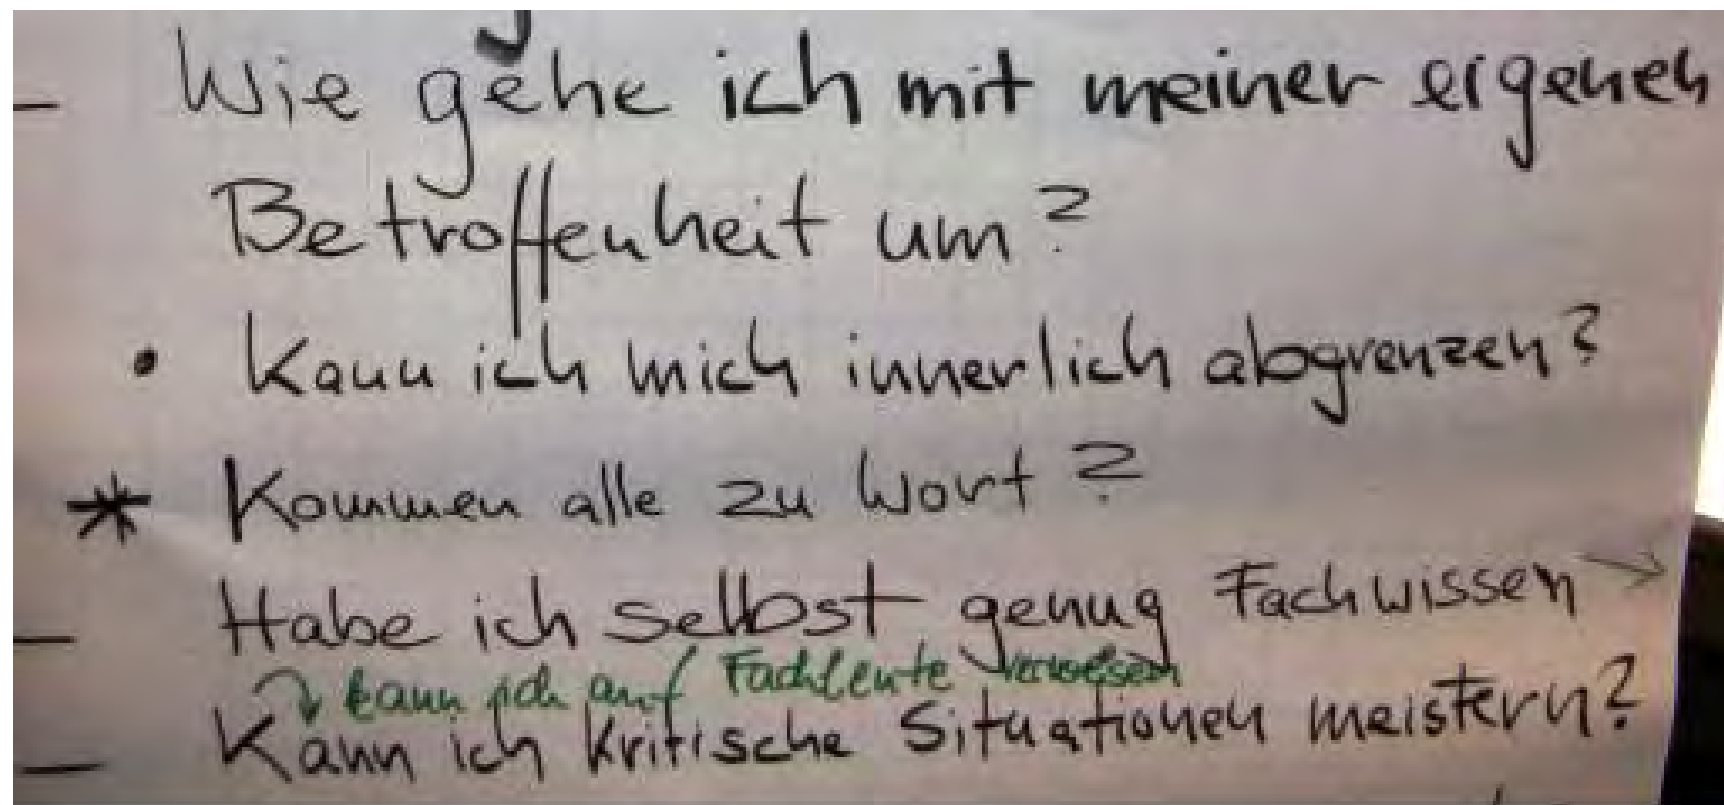 - Wie gehe ich mit meiner eigenen
Betroffenheit um?
• Kann ich mich innerlich abgrenzen?
* Kommen alle zu Wort?
- Habe ich selbst genug Fachwissen →
↳ kann ich auf Fachleute verweisen
- Kann ich kritische Situationen meistern?